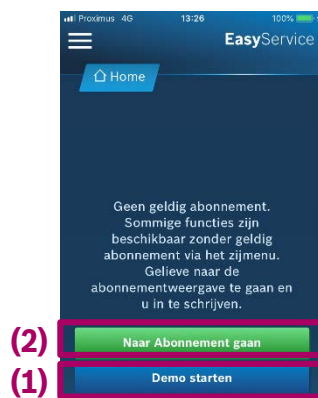 Proximus 4G 13:26 100%
EasyService
Home
Geen geldig abonnement.
Sommige functies zijn
beschikbaar zonder geldig
abonnement via het zijmenu.
Gelieve naar de
abonnementweergave te gaan en
u in te schrijven.
(2) Naar Abonnement gaan
(1) Demo starten